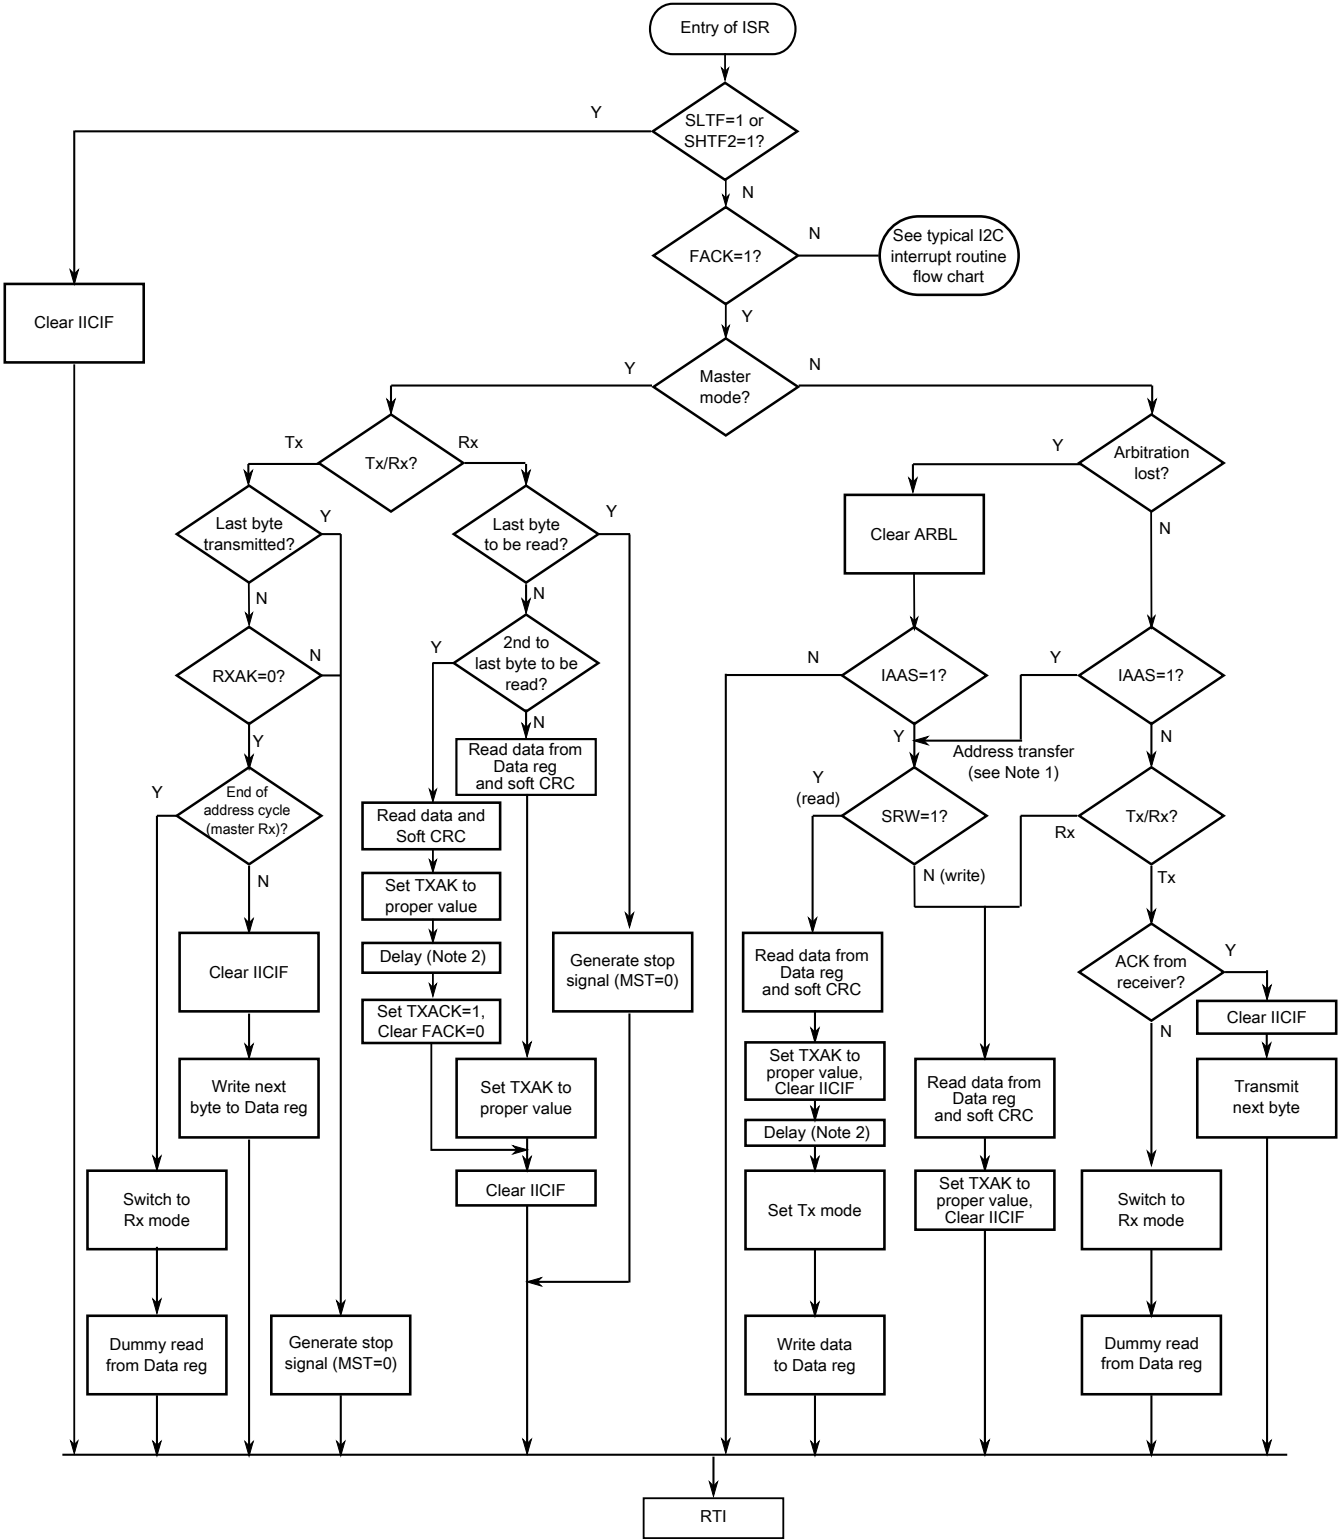 Entry of ISR
Y
SLTF=1 or
SHTF2=1?
N
FACK=1?
N
See typical I2C
interrupt routine
flow chart
Y
Clear IICIF
Master
mode?
Y
N
Tx/Rx?
Tx
Rx
Arbitration
lost?
Y
N
Last byte
transmitted?
Y
N
Last byte
to be read?
Y
N
Clear ARBL
RXAK=0?
N
Y
2nd to
last byte to be
read?
Y
N
IAAS=1?
N
Y
IAAS=1?
Y
N
Address transfer
(see Note 1)
Read data from
Data reg
and soft CRC
End of
address cycle
(master Rx)?
Y
N
Read data and
Soft CRC
Y
(read)
SRW=1?
N (write)
Tx/Rx?
Rx
Tx
Set TXAK to
proper value
Delay (Note 2)
Set TXACK=1,
Clear FACK=0
Clear IICIF
Generate stop
signal (MST=0)
Read data from
Data reg
and soft CRC
ACK from
receiver?
Y
N
Clear IICIF
Write next
byte to Data reg
Set TXAK to
proper value
Set TXAK to
proper value,
Clear IICIF
Delay (Note 2)
Read data from
Data reg
and soft CRC
Transmit
next byte
Switch to
Rx mode
Clear IICIF
Set Tx mode
Set TXAK to
proper value,
Clear IICIF
Switch to
Rx mode
Dummy read
from Data reg
Generate stop
signal (MST=0)
Write data
to Data reg
Dummy read
from Data reg
RTI